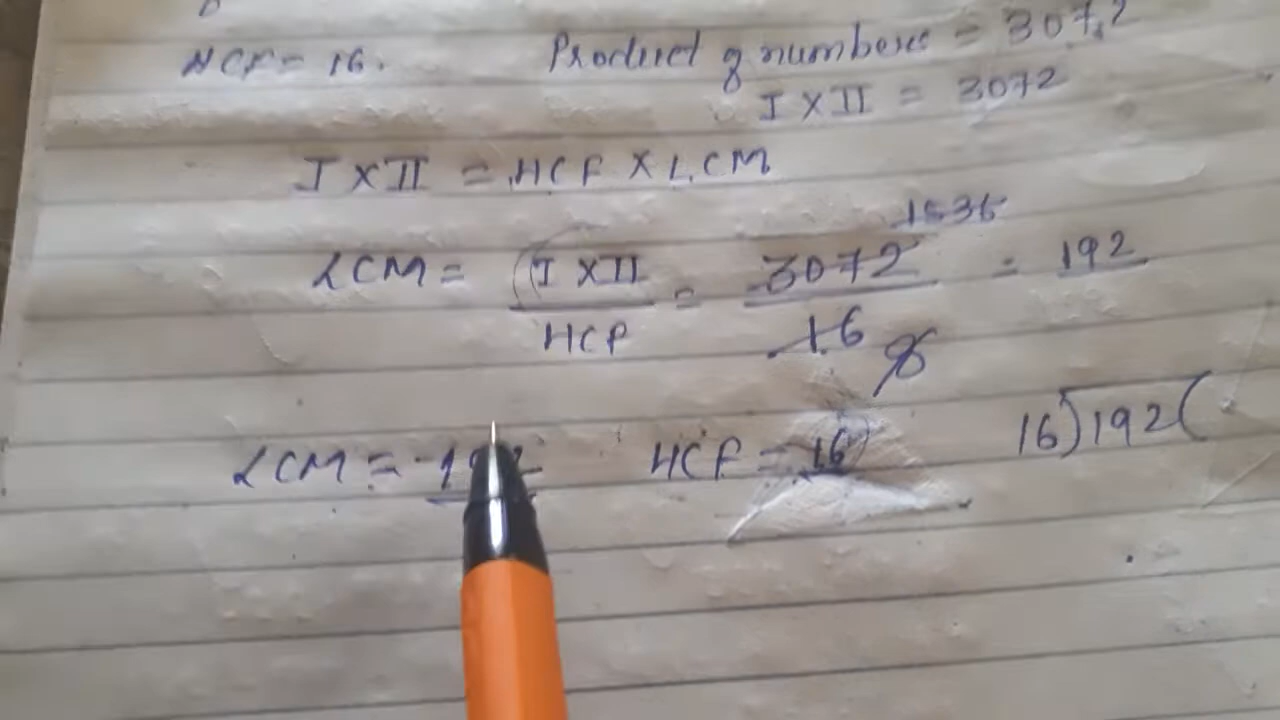 HCF = 16.
Product of numbers = 3072
I X II = 3072
I X II = HCF X LCM
1536
LCM = I X II / HCF = 3072 / 16 = 192
8
LCM = HCF = 16 16)192(